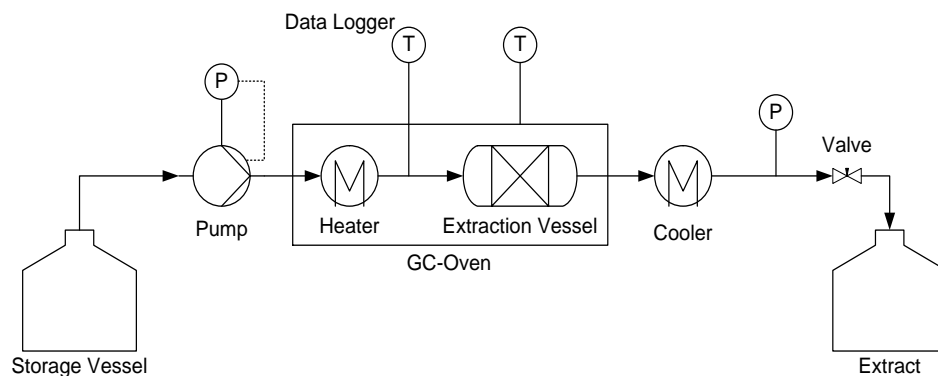 Data Logger
T
T
P
P
Valve
Pump
Heater
Extraction Vessel
Cooler
GC-Oven
Storage Vessel
Extract